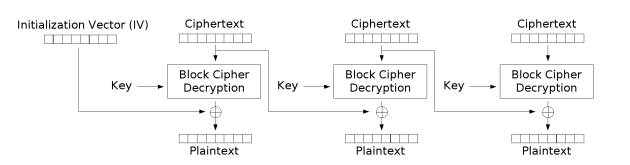 Initialization Vector (IV)
Ciphertext
Ciphertext
Ciphertext
Key
Block Cipher
Decryption
Key
Block Cipher
Decryption
Key
Block Cipher
Decryption
Plaintext
Plaintext
Plaintext